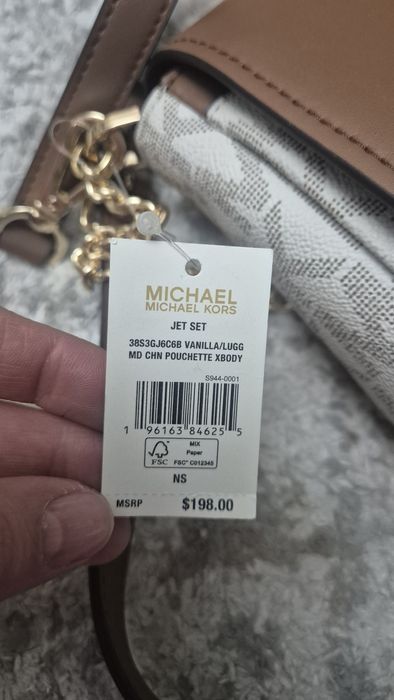 MICHAEL
MICHAEL KORS
JET SET
38S3GJ6C6B VANILLA/LUGG
MD CHN POUCHETTE XBODY
S944-0001
1 96163 84625 5
FSC
MIX
Paper
FSC® C012345
NS
MSRP $198.00